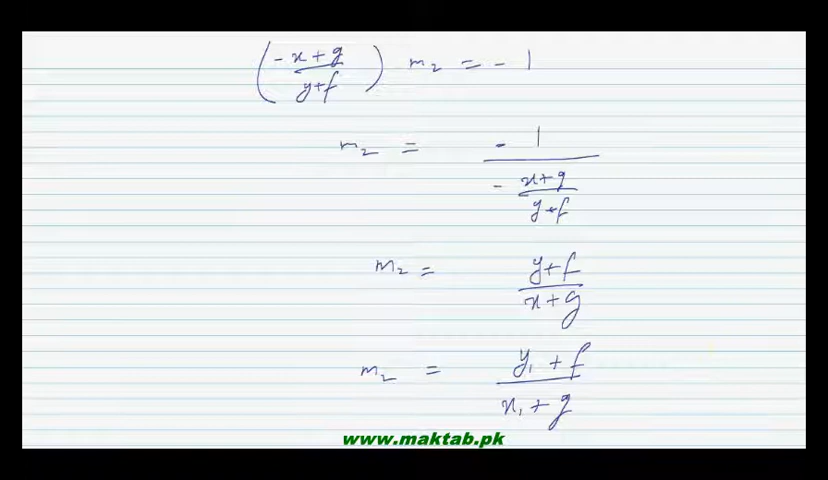 (- x+g / y+f) m₂ = - 1
m₂ = - 1 / - x+g / y+f
m₂ = y+f / x+g
m₂ = y₁ + f / x₁ + g
www.maktab.pk